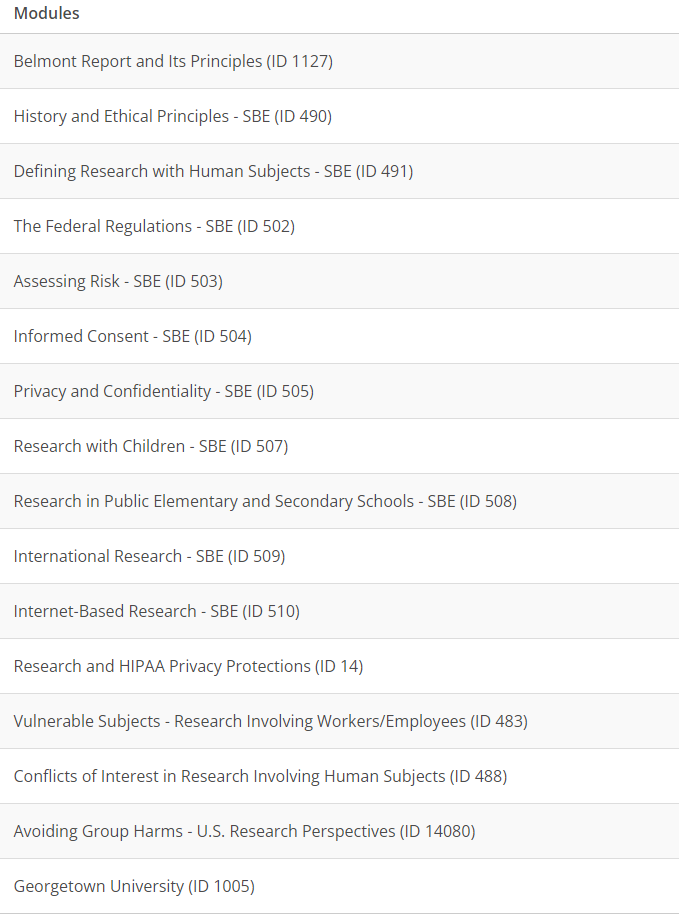 Modules
Belmont Report and Its Principles (ID 1127)
History and Ethical Principles - SBE (ID 490)
Defining Research with Human Subjects - SBE (ID 491)
The Federal Regulations - SBE (ID 502)
Assessing Risk - SBE (ID 503)
Informed Consent - SBE (ID 504)
Privacy and Confidentiality - SBE (ID 505)
Research with Children - SBE (ID 507)
Research in Public Elementary and Secondary Schools - SBE (ID 508)
International Research - SBE (ID 509)
Internet-Based Research - SBE (ID 510)
Research and HIPAA Privacy Protections (ID 14)
Vulnerable Subjects - Research Involving Workers/Employees (ID 483)
Conflicts of Interest in Research Involving Human Subjects (ID 488)
Avoiding Group Harms - U.S. Research Perspectives (ID 14080)
Georgetown University (ID 1005)